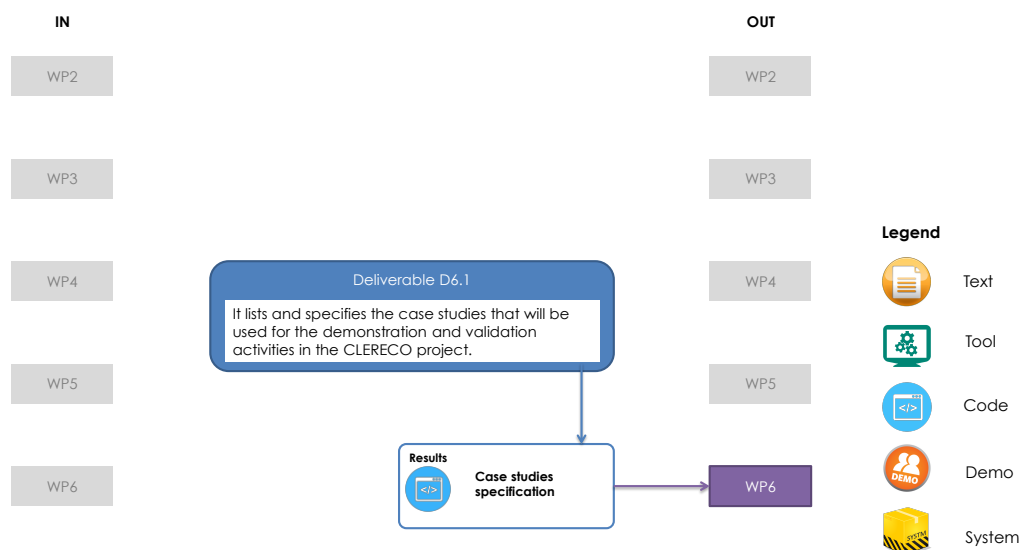 IN
OUT
WP2
WP2
WP3
WP3
Legend
WP4
Deliverable D6.1
WP4
Text
It lists and specifies the case studies that will be
used for the demonstration and validation
activities in the CLERECO project.
Tool
WP5
WP5
</>
Code
Results
Case studies
specification
</>
WP6
WP6
DEMO
Demo
SYSTM
System